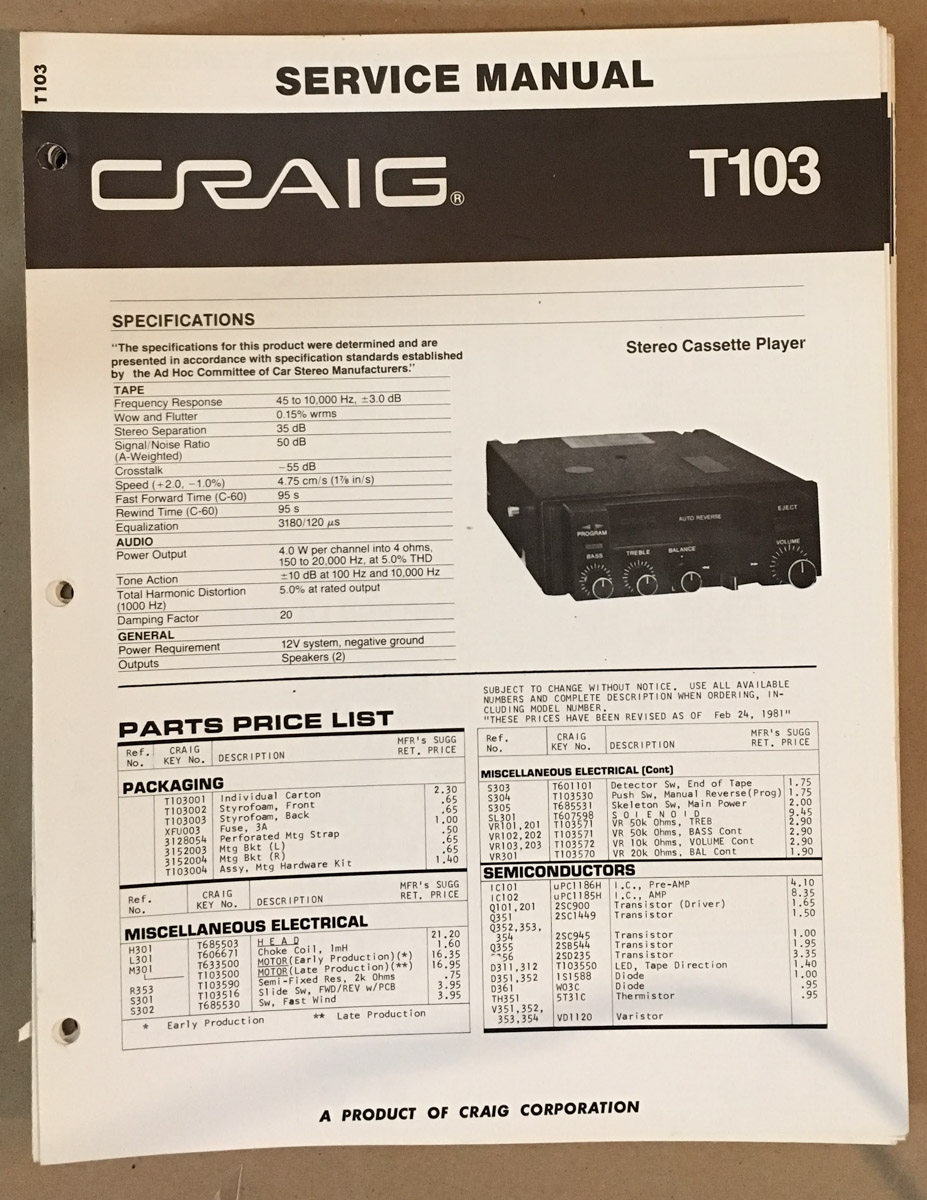 T103
SERVICE MANUAL
CRAIG® T103
SPECIFICATIONS
"The specifications for this product were determined and are
presented in accordance with specification standards established
by the Ad Hoc Committee of Car Stereo Manufacturers."
TAPE
Frequency Response 45 to 10,000 Hz, ±3.0 dB
Wow and Flutter 0.15% wrms
Stereo Separation 35 dB
Signal/Noise Ratio 50 dB
(A-Weighted)
Crosstalk −55 dB
Speed (+2.0, −1.0%) 4.75 cm/s (1⅞ in/s)
Fast Forward Time (C-60) 95 s
Rewind Time (C-60) 95 s
Equalization 3180/120 μs
AUDIO
Power Output 4.0 W per channel into 4 ohms,
150 to 20,000 Hz, at 5.0% THD
Tone Action ±10 dB at 100 Hz and 10,000 Hz
Total Harmonic Distortion 5.0% at rated output
(1000 Hz)
Damping Factor 20
GENERAL
Power Requirement 12V system, negative ground
Outputs Speakers (2)
Stereo Cassette Player
AUTO REVERSE
EJECT
PROGRAM
VOLUME
BASS TREBLE BALANCE
L
PARTS PRICE LIST
Ref. CRAIG MFR's SUGG
No. KEY No. DESCRIPTION RET. PRICE
PACKAGING
T103001 Individual Carton 2.30
T103002 Styrofoam, Front .65
T103003 Styrofoam, Back .65
XFU003 Fuse, 3A 1.00
3128054 Perforated Mtg Strap .50
3152003 Mtg Bkt (L) .65
3152004 Mtg Bkt (R) .65
T103004 Assy, Mtg Hardware Kit 1.40
Ref. CRAIG MFR's SUGG
No. KEY No. DESCRIPTION RET. PRICE
MISCELLANEOUS ELECTRICAL
H301 T685503 H E A D 21.20
L301 T606671 Choke Coil, 1mH 1.60
M301 T633500 MOTOR(Early Production)(*) 16.35
T103500 MOTOR(Late Production)(**) 16.95
R353 T103590 Semi-Fixed Res, 2k Ohms .75
S301 T103516 Slide Sw, FWD/REV w/PCB 3.95
S302 T685530 Sw, Fast Wind 3.95
* Early Production ** Late Production
SUBJECT TO CHANGE WITHOUT NOTICE. USE ALL AVAILABLE
NUMBERS AND COMPLETE DESCRIPTION WHEN ORDERING, IN-
CLUDING MODEL NUMBER.
"THESE PRICES HAVE BEEN REVISED AS OF Feb 24, 1981"
Ref. CRAIG MFR's SUGG
No. KEY No. DESCRIPTION RET. PRICE
MISCELLANEOUS ELECTRICAL (Cont)
S303 T601101 Detector Sw, End of Tape 1.75
S304 T103530 Push Sw, Manual Reverse(Prog) 1.75
S305 T685531 Skeleton Sw, Main Power 2.00
SL301 T607598 S O L E N O I D 9.45
VR101,201 T103571 VR 50k Ohms, TREB 2.90
VR102,202 T103571 VR 50k Ohms, BASS Cont 2.90
VR103,203 T103572 VR 10k Ohms, VOLUME Cont 2.90
VR301 T103570 VR 20k Ohms, BAL Cont 1.90
SEMICONDUCTORS
IC101 uPC1186H I.C., Pre-AMP 4.10
IC102 uPC1185H I.C., AMP 8.35
Q101,201 2SC900 Transistor (Driver) 1.65
Q351 2SC1449 Transistor 1.50
Q352,353,
354 2SC945 Transistor 1.00
Q355 2SB544 Transistor 1.95
56 2SD235 Transistor 3.35
D311,312 T103550 LED, Tape Direction 1.40
D351,352 1S1588 Diode 1.00
D361 W03C Diode .95
TH351 5T31C Thermistor .95
V351,352,
353,354 VD1120 Varistor
A PRODUCT OF CRAIG CORPORATION